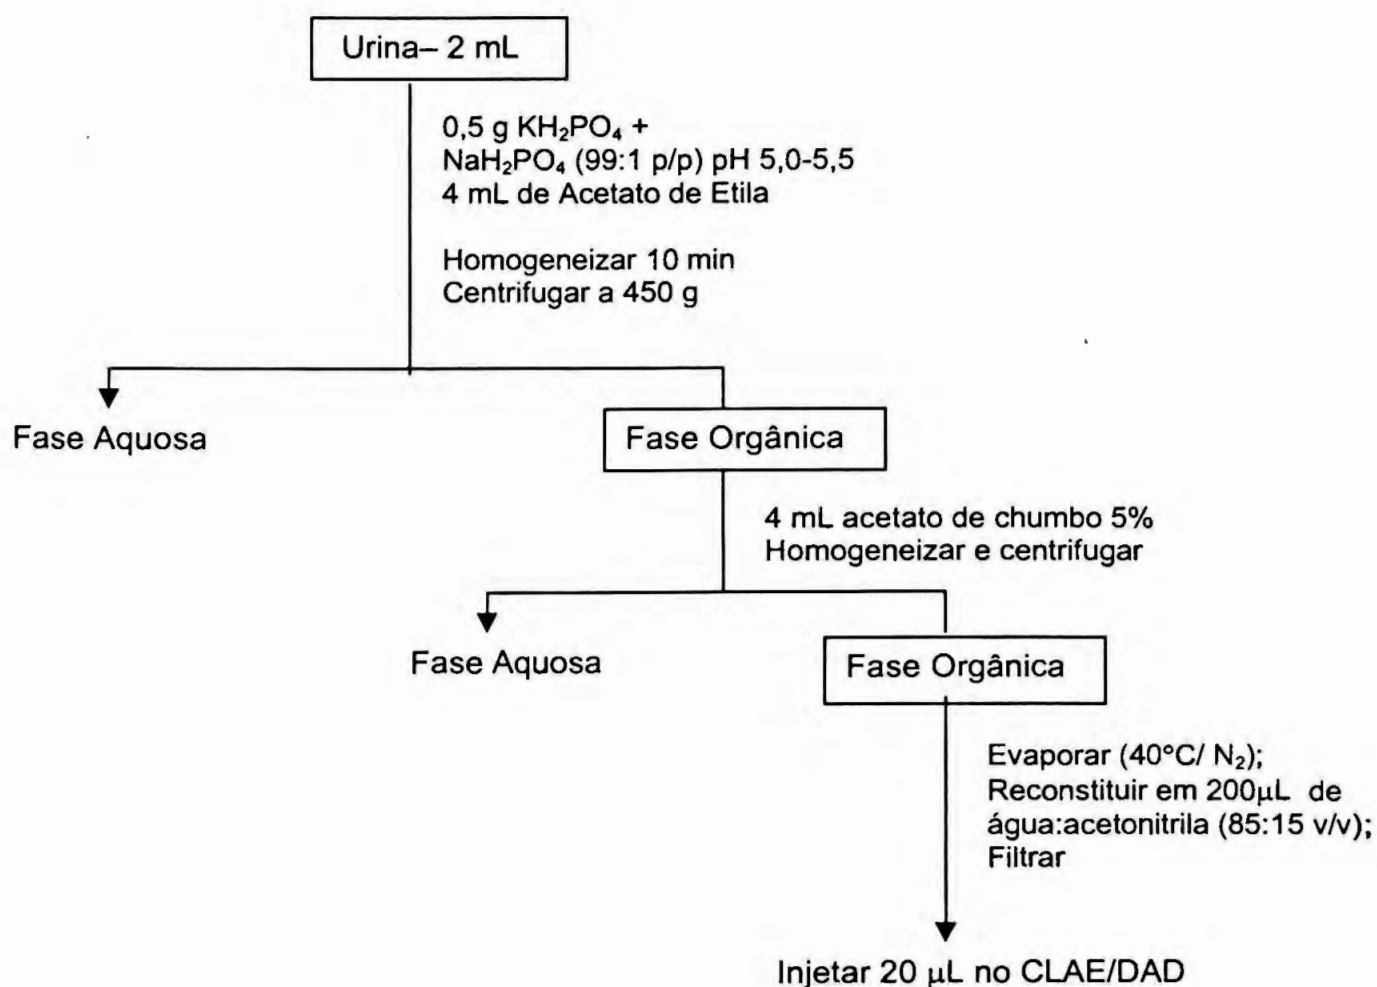 Urina– 2 mL
0,5 g KH₂PO₄ +
NaH₂PO₄ (99:1 p/p) pH 5,0-5,5
4 mL de Acetato de Etila
Homogeneizar 10 min
Centrifugar a 450 g
Fase Aquosa
Fase Orgânica
4 mL acetato de chumbo 5%
Homogeneizar e centrifugar
Fase Aquosa
Fase Orgânica
Evaporar (40°C/ N₂);
Reconstituir em 200μL de
água:acetonitrila (85:15 v/v);
Filtrar
Injetar 20 μL no CLAE/DAD